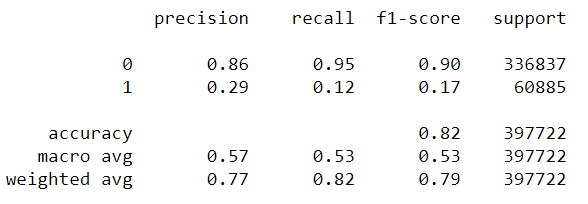 precision recall f1-score support
0 0.86 0.95 0.90 336837
1 0.29 0.12 0.17 60885
accuracy 0.82 397722
macro avg 0.57 0.53 0.53 397722
weighted avg 0.77 0.82 0.79 397722